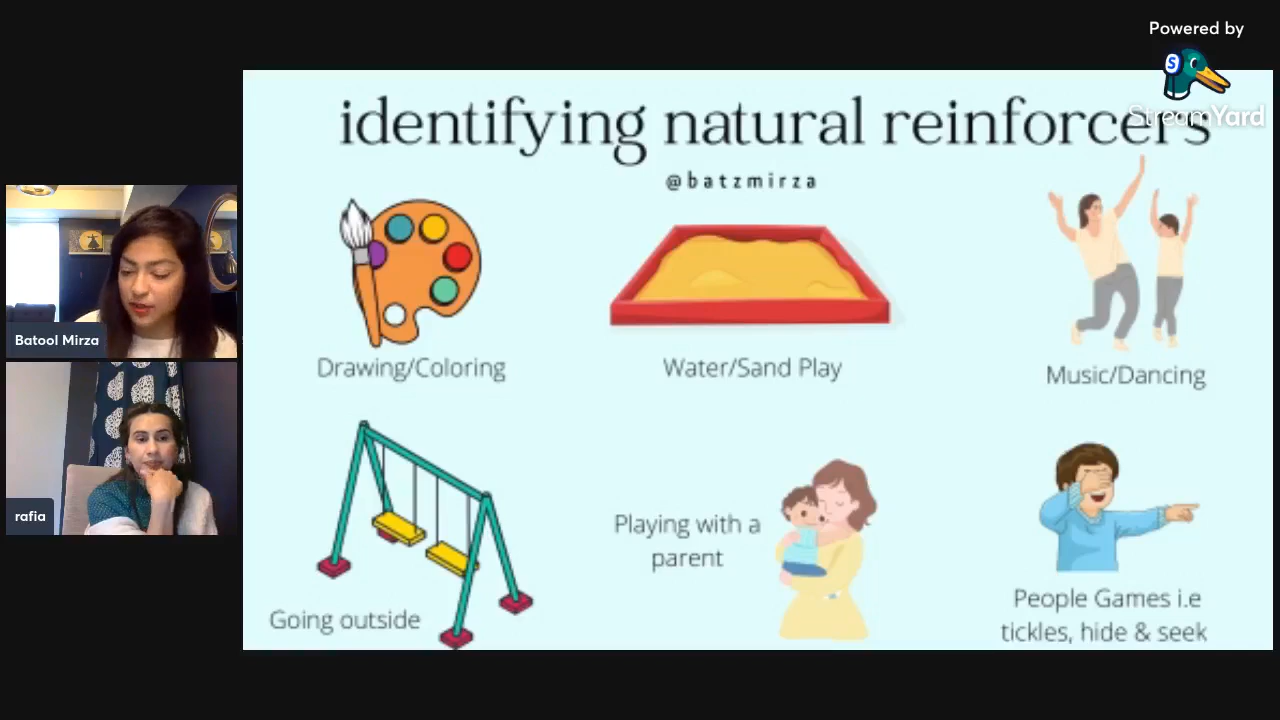 Powered by
S
StreamYard
identifying natural reinforcers
@batzmirza
Drawing/Coloring
Water/Sand Play
Music/Dancing
Batool Mirza
rafia
Going outside
Playing with a
parent
People Games i.e
tickles, hide & seek